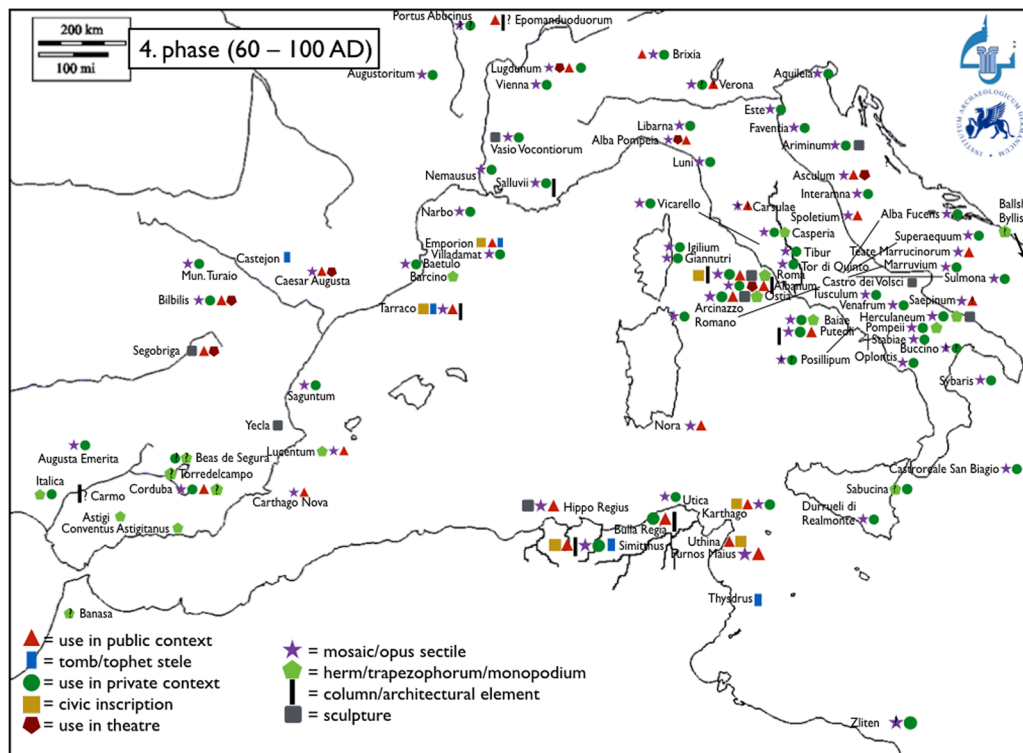 200 km
100 mi
4. phase (60 – 100 AD)
Portus Abucinus
?
? Epomanduodurum
Augustoritum
Lugdunum
Vienna
Brixia
? Verona
Aquileia
INSTITUTUM ARCHAEOLOGICUM GERMANICUM
Este
Libarna
Faventia
Alba Pompeia
Ariminum
Vasio Vocontiorum
Luni
Nemausus
Salluvii
Asculum
Interamna
Narbo
Vicarello
Carsulae
Alba Fucens
Ballsh
Byllis
?
Spoletium
Superaequum
Emporion
Villadamat
Casperia
Castejon
Igilium
Tibur
Teate Marrucinorum
Mun. Turaio
Baetulo
Giannutri
Tor di Quinto
Marruvium
Caesar Augusta
Barcino
Roma
Castro dei Volsci
Sulmona
Albanum
Tusculum
Bilbilis
Ostia
Venafrum
Saepinum
Tarraco
Arcinazzo
Romano
Baiae
Herculaneum
Puteoli
Pompeii
Stabiae
Segobriga
? Posillipum
Buccino ?
Oplontis
Saguntum
Sybaris
Yecla
Nora
Augusta Emerita
Lucentum
? ? Beas de Segura
? Torredelcampo
Castroreale San Biagio
Italica
? Carmo
Corduba ?
Carthago Nova
Sabucina ?
Utica
Astigi
Hippo Regius
Karthago
Durrueli di
Realmonte
Conventus Astigitanus
Bulla Regia
Simitthus
Uthina
Furnos Maius
Thysdrus
? Banasa
= use in public context
= tomb/tophet stele
= use in private context
= civic inscription
= use in theatre
= mosaic/opus sectile
= herm/trapezophorum/monopodium
= column/architectural element
= sculpture
Zliten